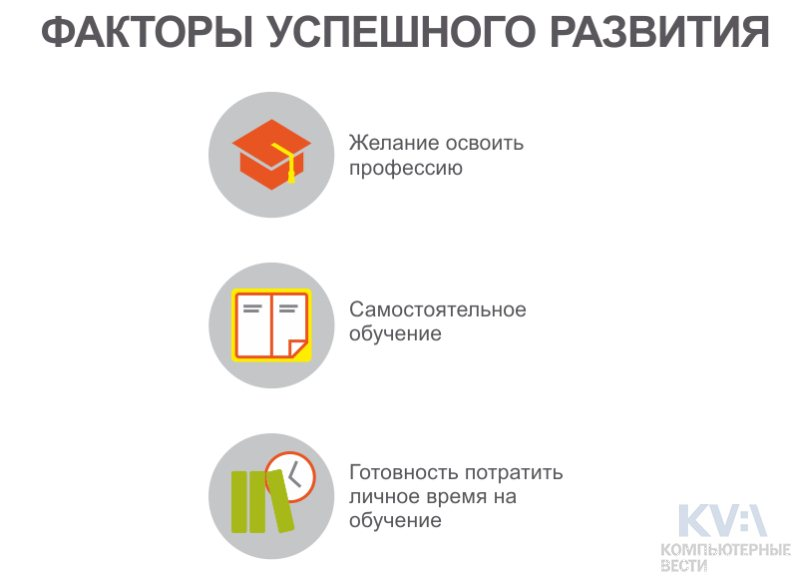 ФАКТОРЫ УСПЕШНОГО РАЗВИТИЯ
Желание освоить
профессию
Самостоятельное
обучение
Готовность потратить
личное время на
обучение
KV:A
КОМПЬЮТЕРНЫЕ
ВЕСТИ